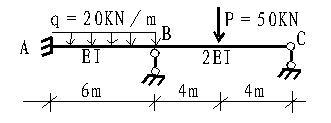 q = 20KN / m
P = 50KN
A
B
C
EI
2EI
6m
4m
4m